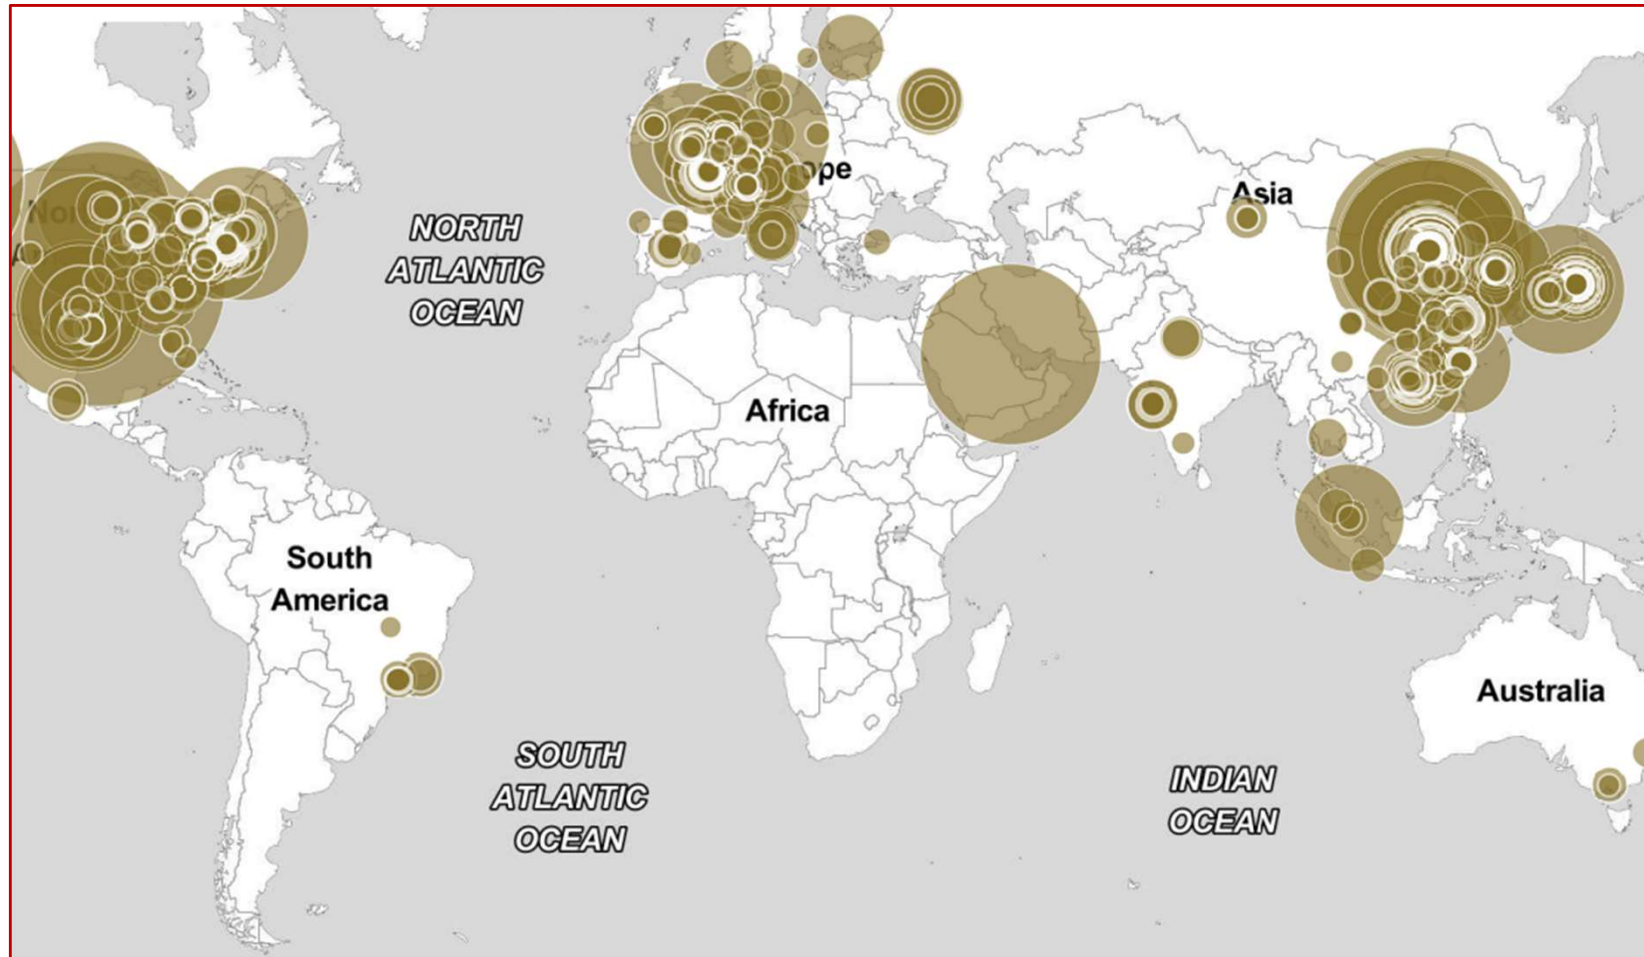 NORTH
ATLANTIC
OCEAN
Asia
Africa
South
America
Australia
SOUTH
ATLANTIC
OCEAN
INDIAN
OCEAN